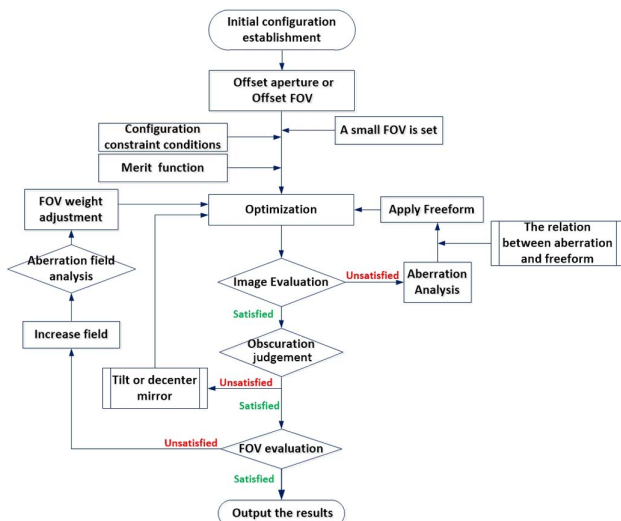 Initial configuration
establishment
Offset aperture or
Offset FOV
Configuration
constraint conditions
A small FOV is set
Merit function
FOV weight
adjustment
Optimization
Apply Freeform
The relation
between aberration
and freeform
Aberration field
analysis
Image Evaluation
Unsatisfied
Aberration
Analysis
Satisfied
Increase field
Obscuration
judgement
Tilt or decenter
mirror
Unsatisfied
Satisfied
Unsatisfied
FOV evaluation
Satisfied
Output the results